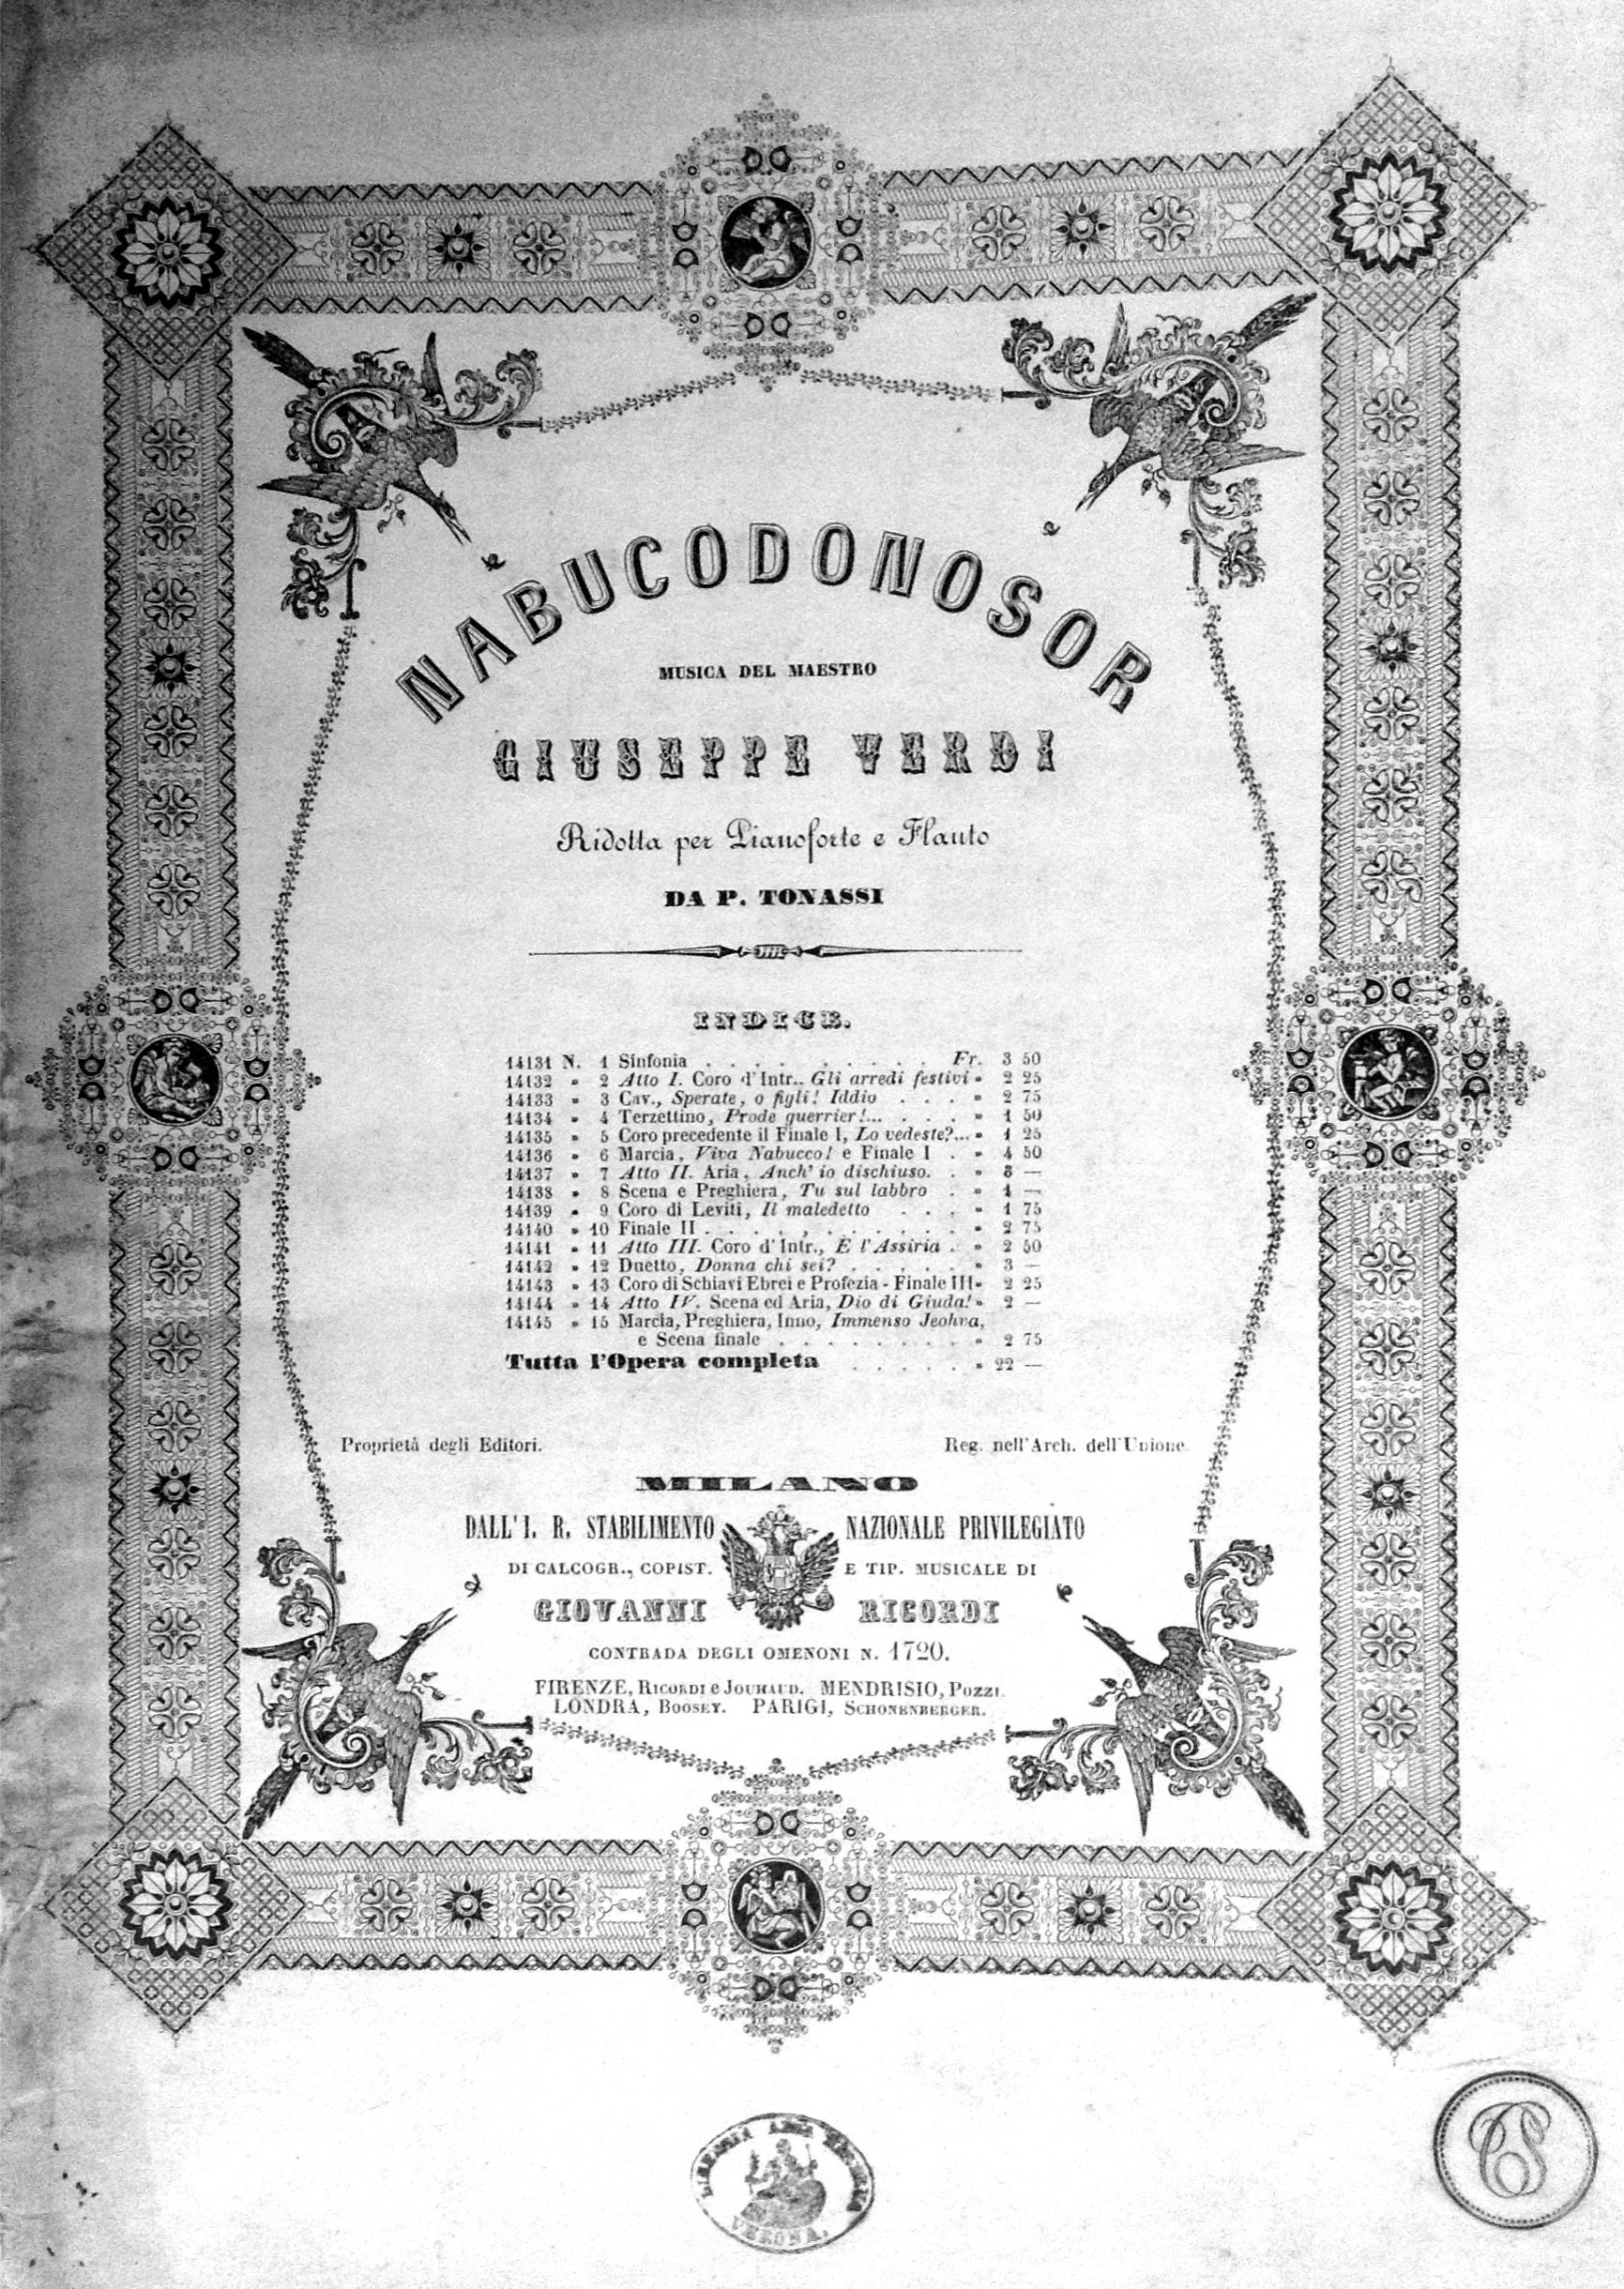 NABUCODONOSOR
MUSICA DEL MAESTRO
GIUSEPPE VERDI
Ridotta per Pianoforte e Flauto
DA P. TONASSI
INDICE.
14131 N. 1 Sinfonia . . . . . . . . . . Fr. 3 50
14132 » 2 Atto I. Coro d'Intr.. Gli arredi festivi » 2 25
14133 » 3 Cav., Sperate, o figli! Iddio . . . » 2 75
14134 » 4 Terzettino, Prode guerrier!... . . . » 1 50
14135 » 5 Coro precedente il Finale I, Lo vedeste?... » 1 25
14136 » 6 Marcia, Viva Nabucco! e Finale I . » 4 50
14137 » 7 Atto II. Aria, Anch' io dischiuso. . » 3 —
14138 » 8 Scena e Preghiera, Tu sul labbro . » 1 —
14139 » 9 Coro di Leviti, Il maledetto . . . » 1 75
14140 » 10 Finale II . . . . . . . . . . . » 2 75
14141 » 11 Atto III. Coro d'Intr., È l'Assiria . » 2 50
14142 » 12 Duetto, Donna chi sei? . . . . . » 3 —
14143 » 13 Coro di Schiavi Ebrei e Profezia - Finale III » 2 25
14144 » 14 Atto IV. Scena ed Aria, Dio di Giuda! » 2 —
14145 » 15 Marcia, Preghiera, Inno, Immenso Jeohva,
e Scena finale . . . . . . . . . » 2 75
Tutta l'Opera completa . . . . . » 22 —
Proprietà degli Editori. Reg. nell'Arch. dell'Unione.
MILANO
DALL'I. R. STABILIMENTO NAZIONALE PRIVILEGIATO
DI CALCOGR., COPIST. E TIP. MUSICALE DI
GIOVANNI RICORDI
CONTRADA DEGLI OMENONI N. 1720.
FIRENZE, RICORDI e JOUHAUD. MENDRISIO, POZZI.
LONDRA, BOOSEY. PARIGI, SCHONENBERGER.
VERONA.